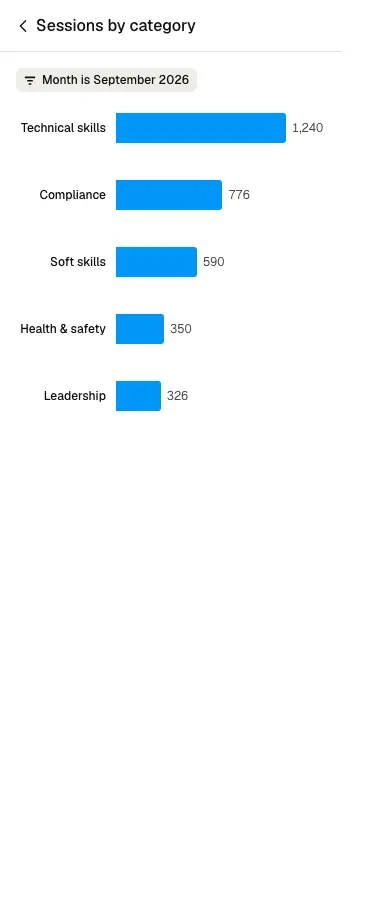 Sessions by category
Month is September 2026
Technical skills 1,240
Compliance 776
Soft skills 590
Health & safety 350
Leadership 326